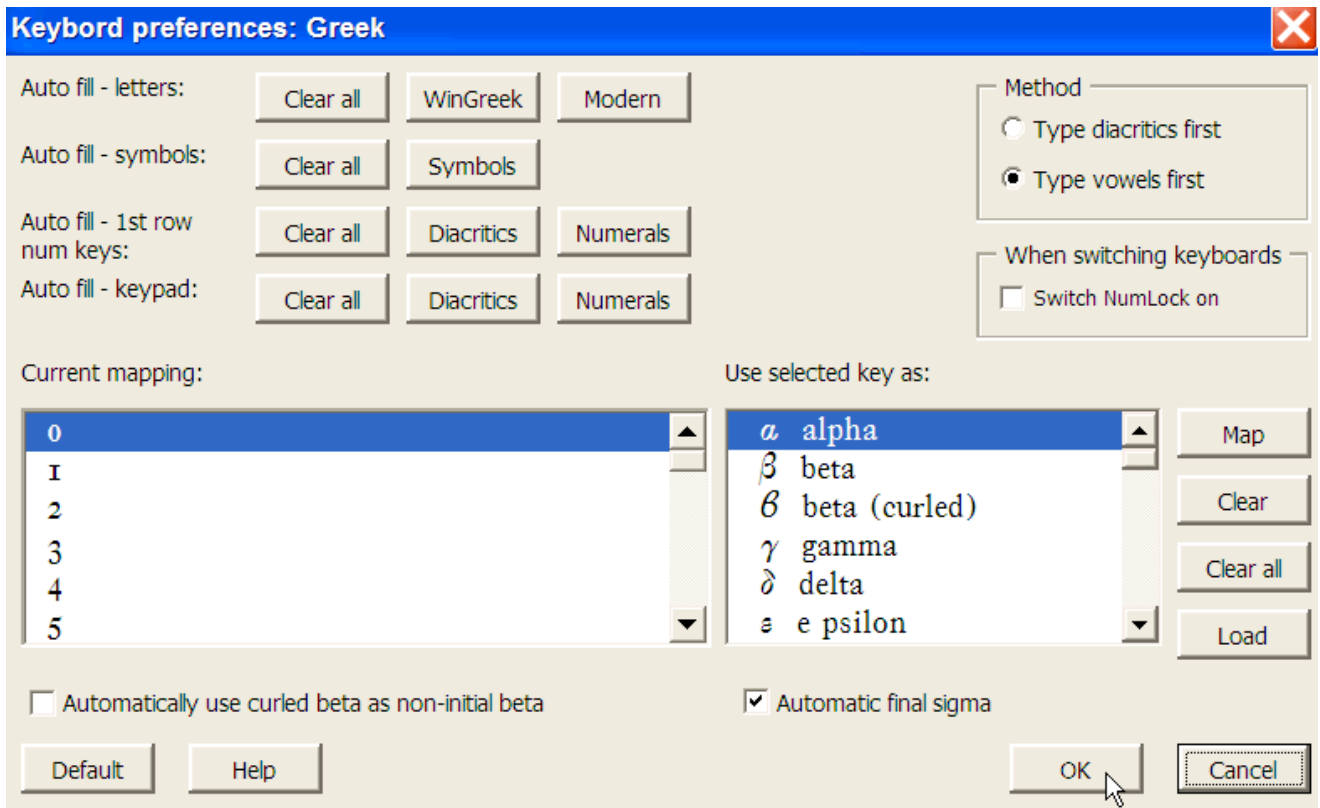 Keybord preferences: Greek
Auto fill - letters:
Clear all
WinGreek
Modern
Auto fill - symbols:
Clear all
Symbols
Auto fill - 1st row
num keys:
Clear all
Diacritics
Numerals
Auto fill - keypad:
Clear all
Diacritics
Numerals
Method
Type diacritics first
Type vowels first
When switching keyboards
Switch NumLock on
Current mapping:
0
1
2
3
4
5
Use selected key as:
α alpha
β beta
ϐ beta (curled)
γ gamma
δ delta
ε e psilon
Map
Clear
Clear all
Load
Automatically use curled beta as non-initial beta
Automatic final sigma
Default
Help
OK
Cancel